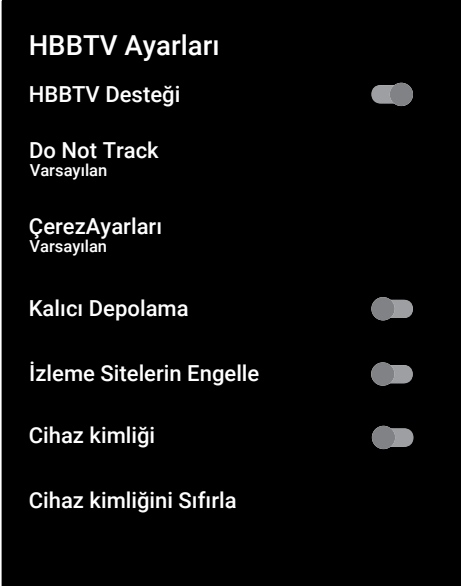 HBBTV Ayarları
HBBTV Desteği
Do Not Track
Varsayılan
ÇerezAyarları
Varsayılan
Kalıcı Depolama
İzleme Sitelerin Engelle
Cihaz kimliği
Cihaz kimliğini Sıfırla